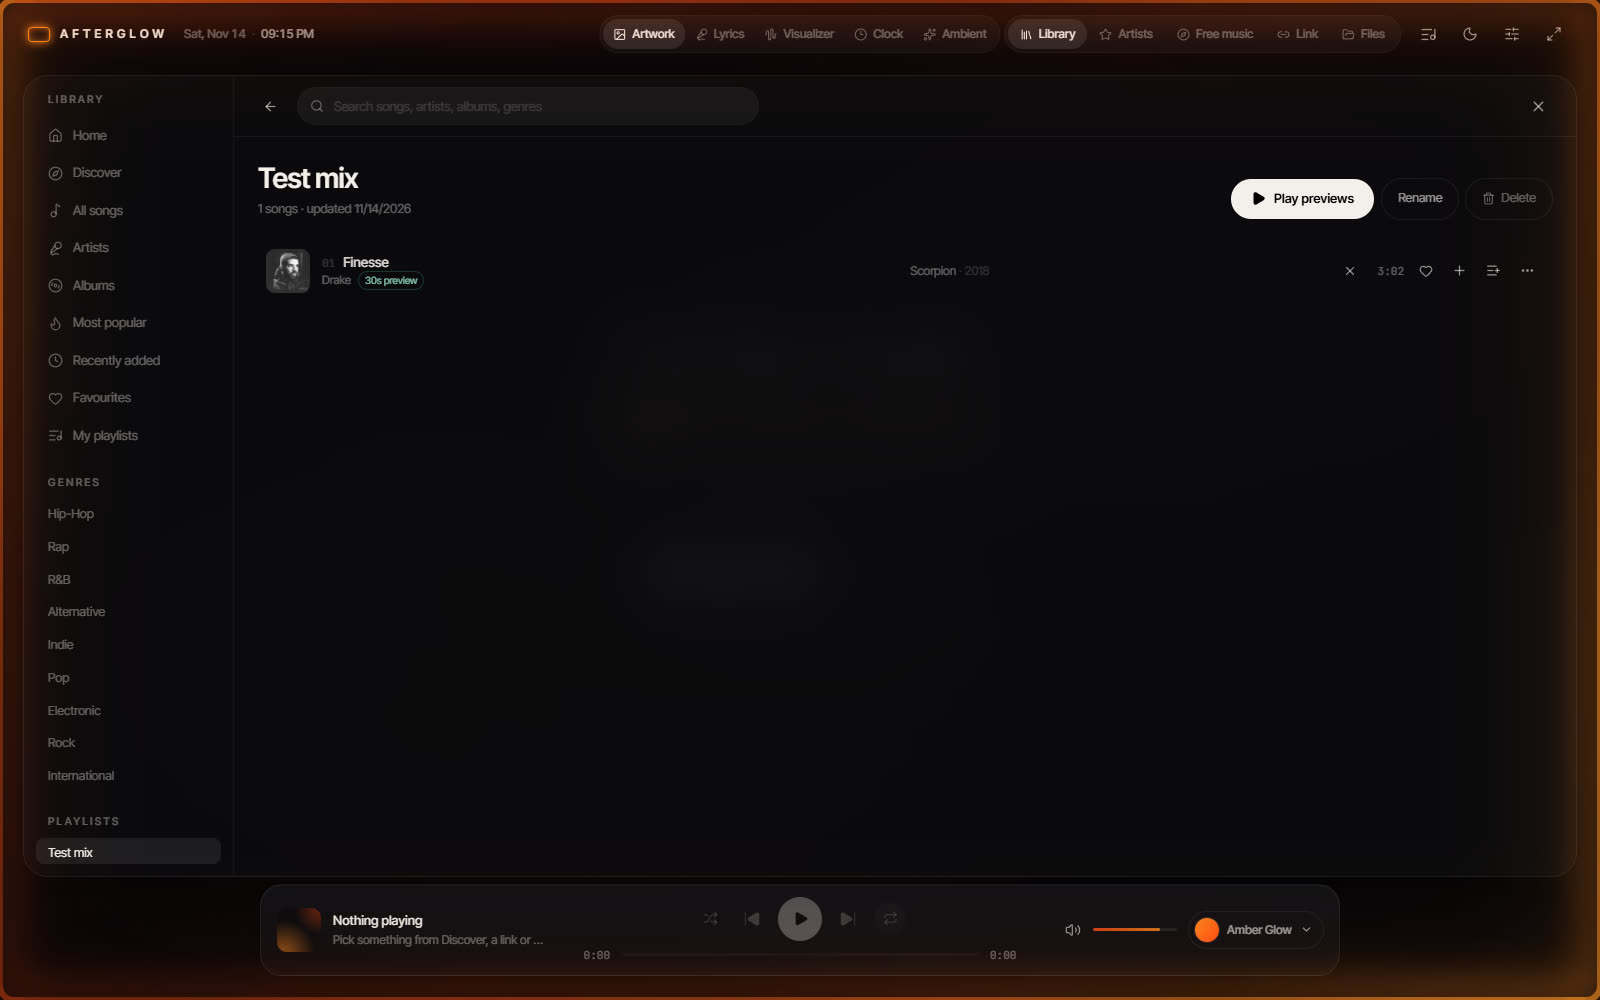 AFTERGLOW Sat, Nov 14 · 09:15 PM Artwork Lyrics Visualizer Clock Ambient Library Artists Free music Link Files
LIBRARY
Home
Discover
All songs
Artists
Albums
Most popular
Recently added
Favourites
My playlists
GENRES
Hip-Hop
Rap
R&B
Alternative
Indie
Pop
Electronic
Rock
International
PLAYLISTS
Test mix
Search songs, artists, albums, genres
Test mix
1 songs · updated 11/14/2026
Play previews Rename Delete
01 Finesse
Drake 30s preview
Scorpion · 2018
3:02
Nothing playing
Pick something from Discover, a link or ...
0:00 0:00
Amber Glow